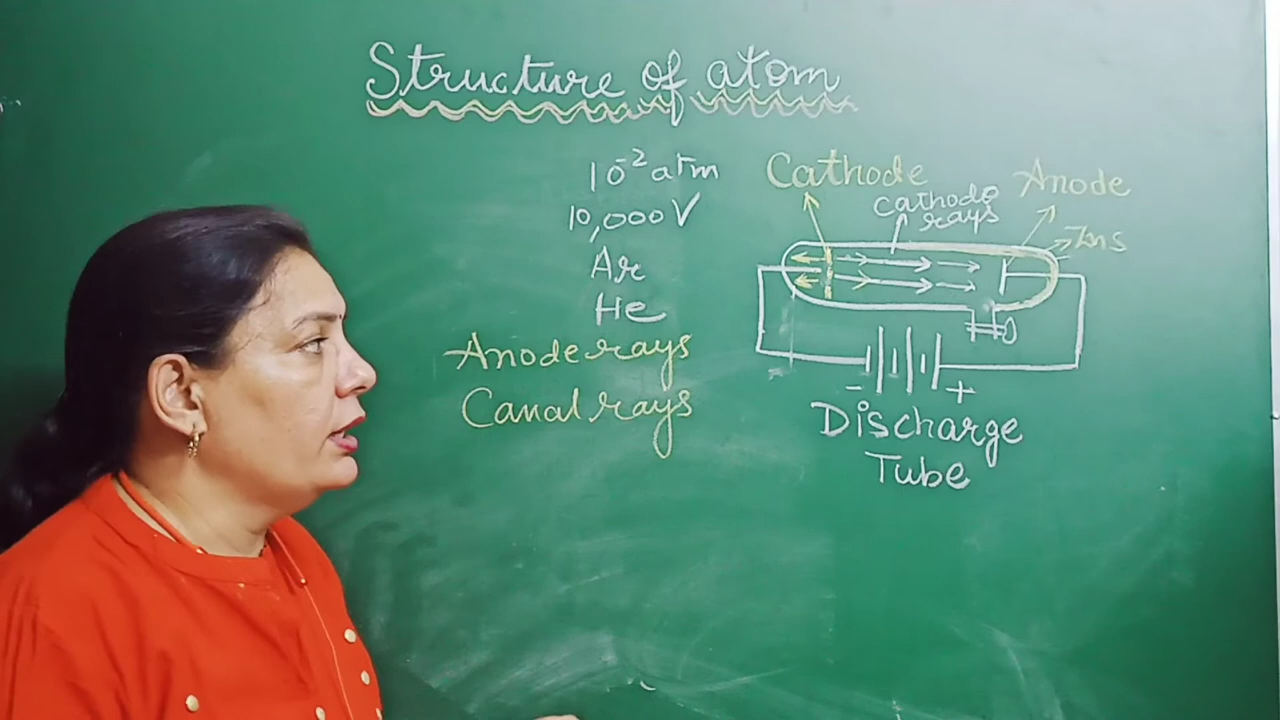 Structure of atom
10⁻² atm
10,000 V
Ar
He
Anode rays
Canal rays
Cathode
Cathode rays
Anode
ZnS
- +
Discharge
Tube